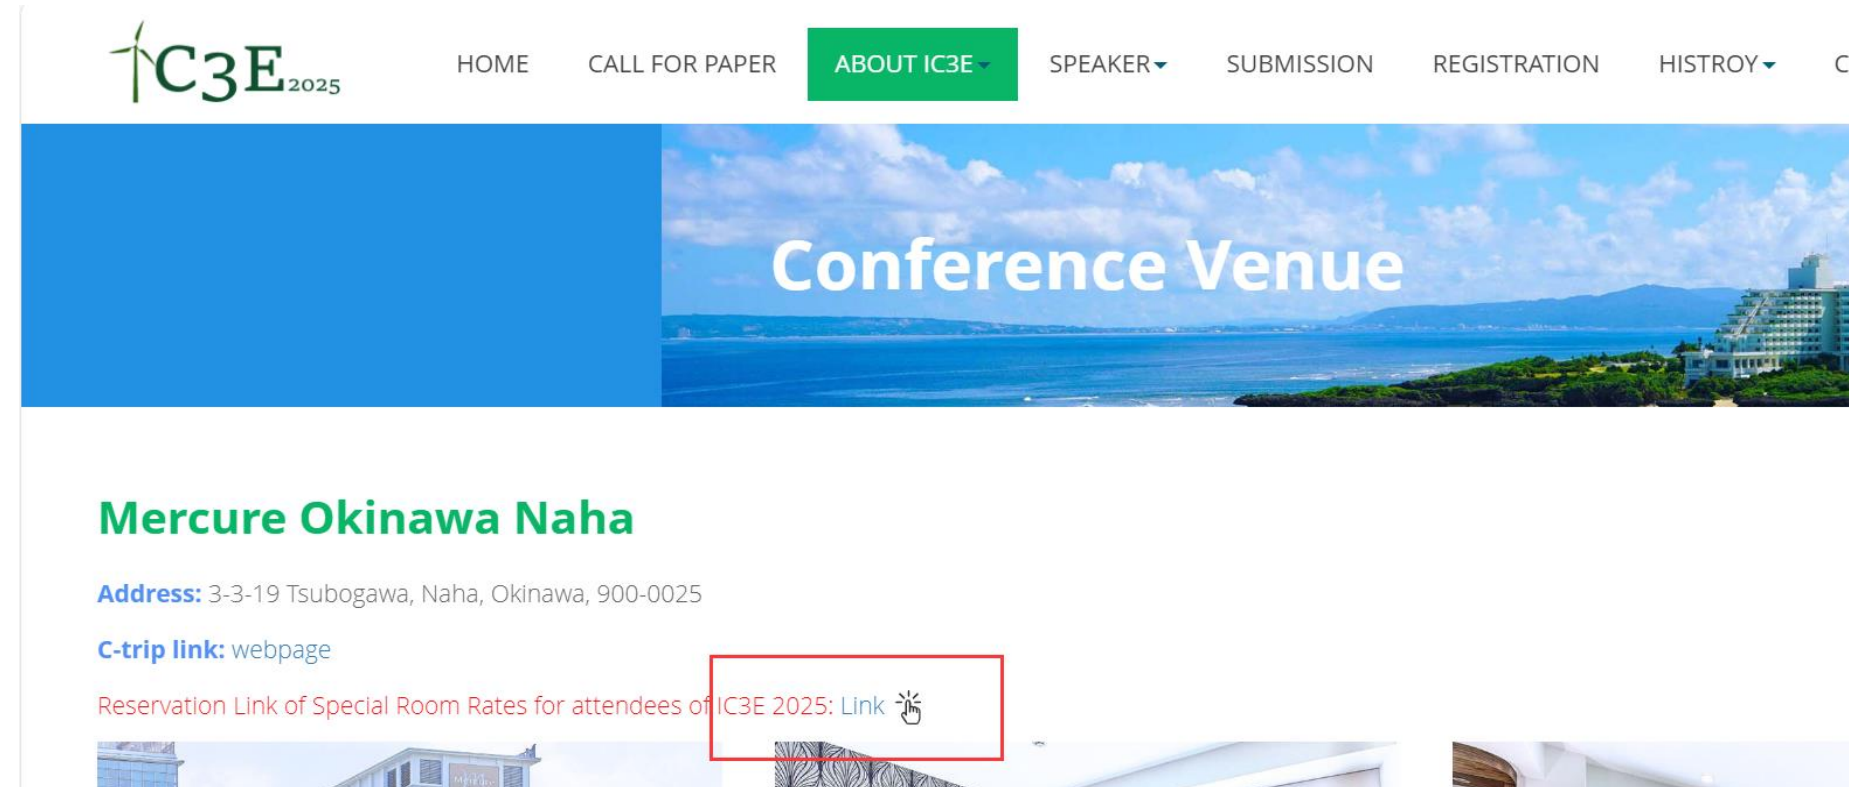 C3E 2025
HOME CALL FOR PAPER ABOUT IC3E SPEAKER SUBMISSION REGISTRATION HISTROY C
Conference Venue
Mercure Okinawa Naha
Address: 3-3-19 Tsubogawa, Naha, Okinawa, 900-0025
C-trip link: webpage
Reservation Link of Special Room Rates for attendees of IC3E 2025: Link